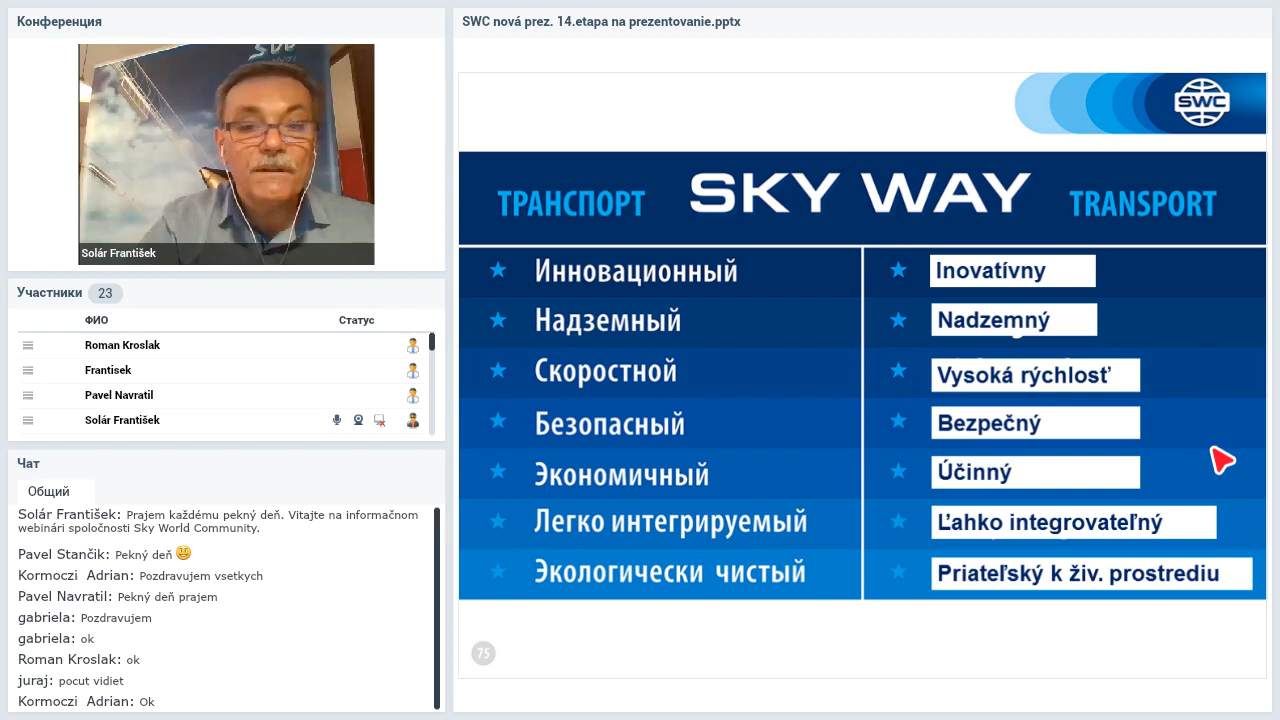 Конференция
Solár František
Участники 23
ФИО Статус
Roman Kroslak
Frantisek
Pavel Navratil
Solár František
Чат
Общий
Solár František: Prajem každému pekný deň. Vitajte na informačnom
webinári spoločnosti Sky World Community.
Pavel Stančik: Pekný deň
Kormoczi Adrian: Pozdravujem vsetkych
Pavel Navratil: Pekný deň prajem
gabriela: Pozdravujem
gabriela: ok
Roman Kroslak: ok
juraj: pocut vidiet
Kormoczi Adrian: Ok
SWC nová prez. 14.etapa na prezentovanie.pptx
SWC
ТРАНСПОРТ SKY WAY TRANSPORT
Инновационный Inovatívny
Надземный Nadzemný
Скоростной Vysoká rýchlosť
Безопасный Bezpečný
Экономичный Účinný
Легко интегрируемый Ľahko integrovateľný
Экологически чистый Priateľský k živ. prostrediu
75